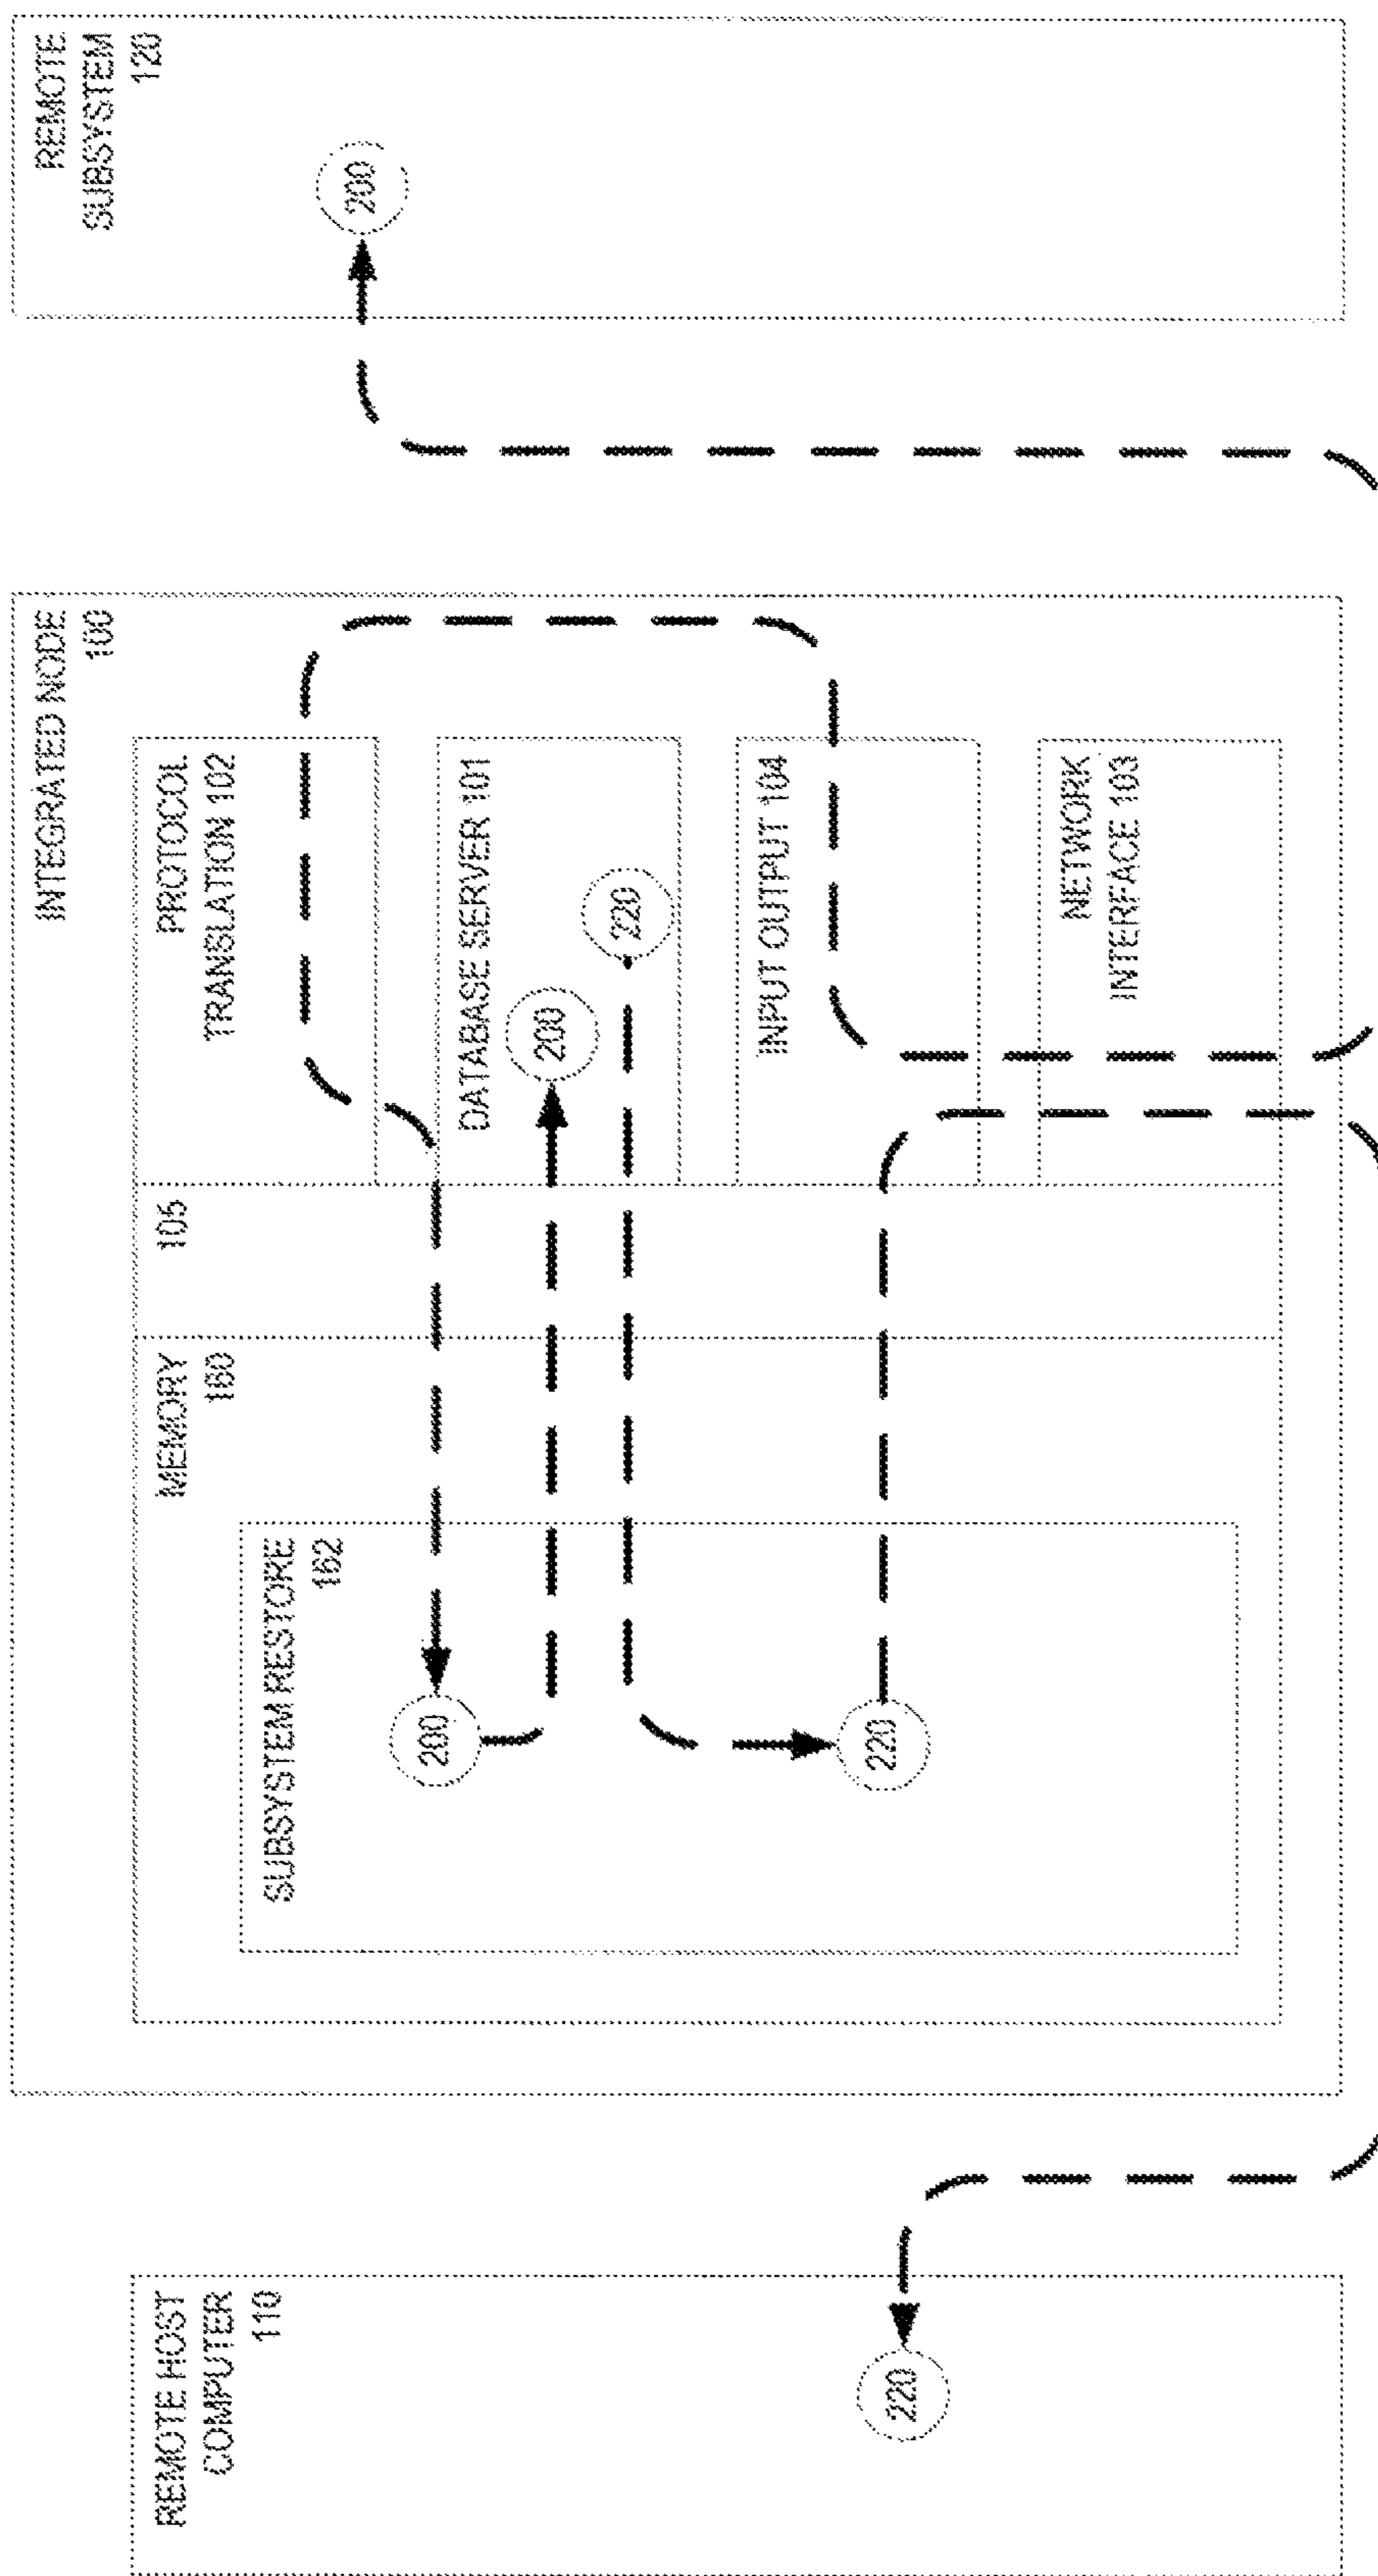 REMOTE HOST
COMPUTER
110
220
INTEGRATED NODE
100
MEMORY
160
SUBSYSTEM RESTORE
162
200
220
105
PROTOCOL
TRANSLATION 102
DATABASE SERVER 101
200
220
INPUT OUTPUT 104
NETWORK
INTERFACE 103
REMOTE
SUBSYSTEM
120
200